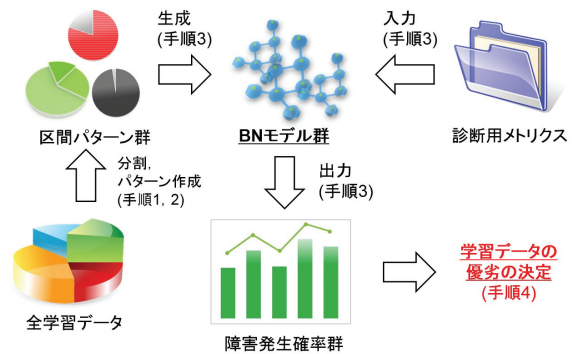 生成
(手順3)
入力
(手順3)
区間パターン群
BNモデル群
診断用メトリクス
分割,
パターン作成
(手順1, 2)
出力
(手順3)
学習データの
優劣の決定
(手順4)
全学習データ
障害発生確率群